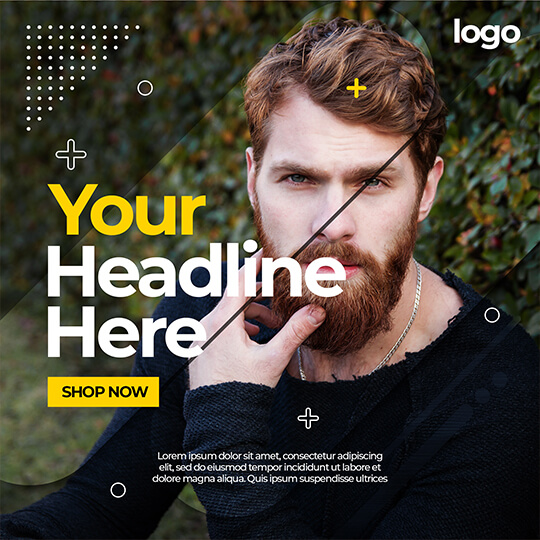 logo
Your
Headline
Here
SHOP NOW
Lorem ipsum dolor sit amet, consectetur adipiscing
elit, sed do eiusmod tempor incididunt ut labore et
dolore magna aliqua. Quis ipsum suspendisse ultrices